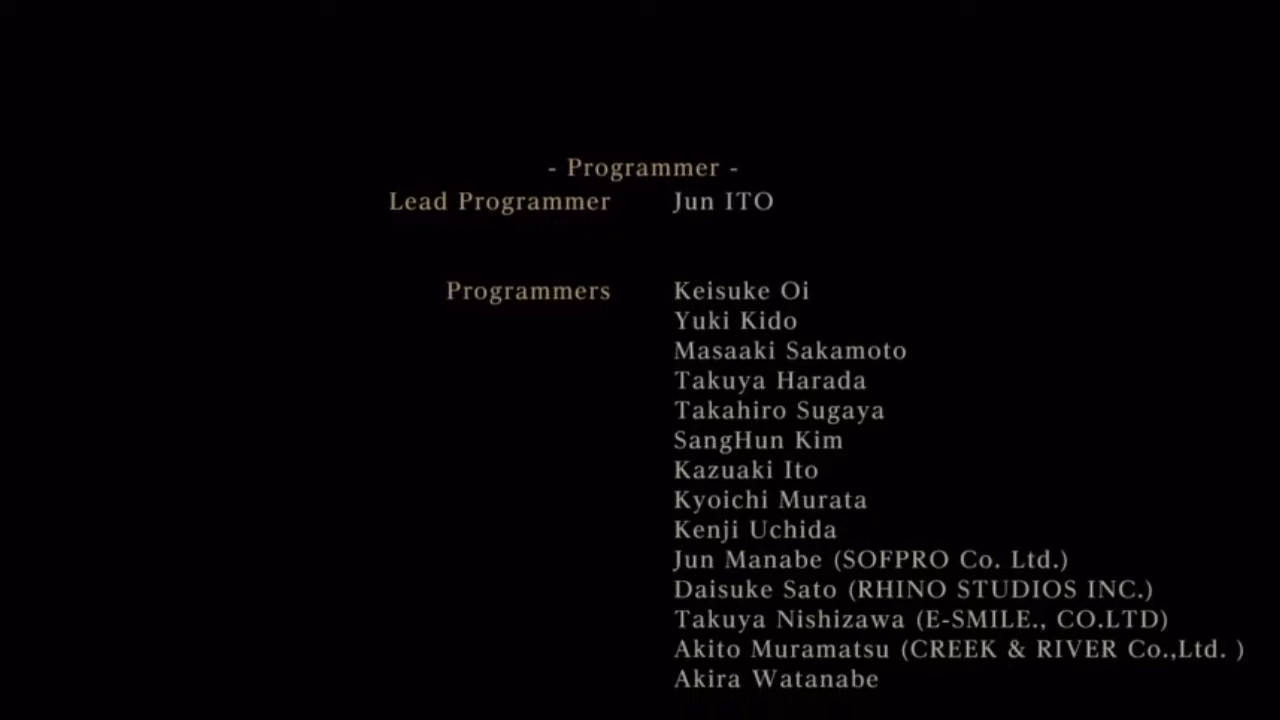 - Programmer -
Lead Programmer Jun ITO
Programmers Keisuke Oi
Yuki Kido
Masaaki Sakamoto
Takuya Harada
Takahiro Sugaya
SangHun Kim
Kazuaki Ito
Kyoichi Murata
Kenji Uchida
Jun Manabe (SOFPRO Co. Ltd.)
Daisuke Sato (RHINO STUDIOS INC.)
Takuya Nishizawa (E-SMILE., CO.LTD)
Akito Muramatsu (CREEK & RIVER Co.,Ltd. )
Akira Watanabe